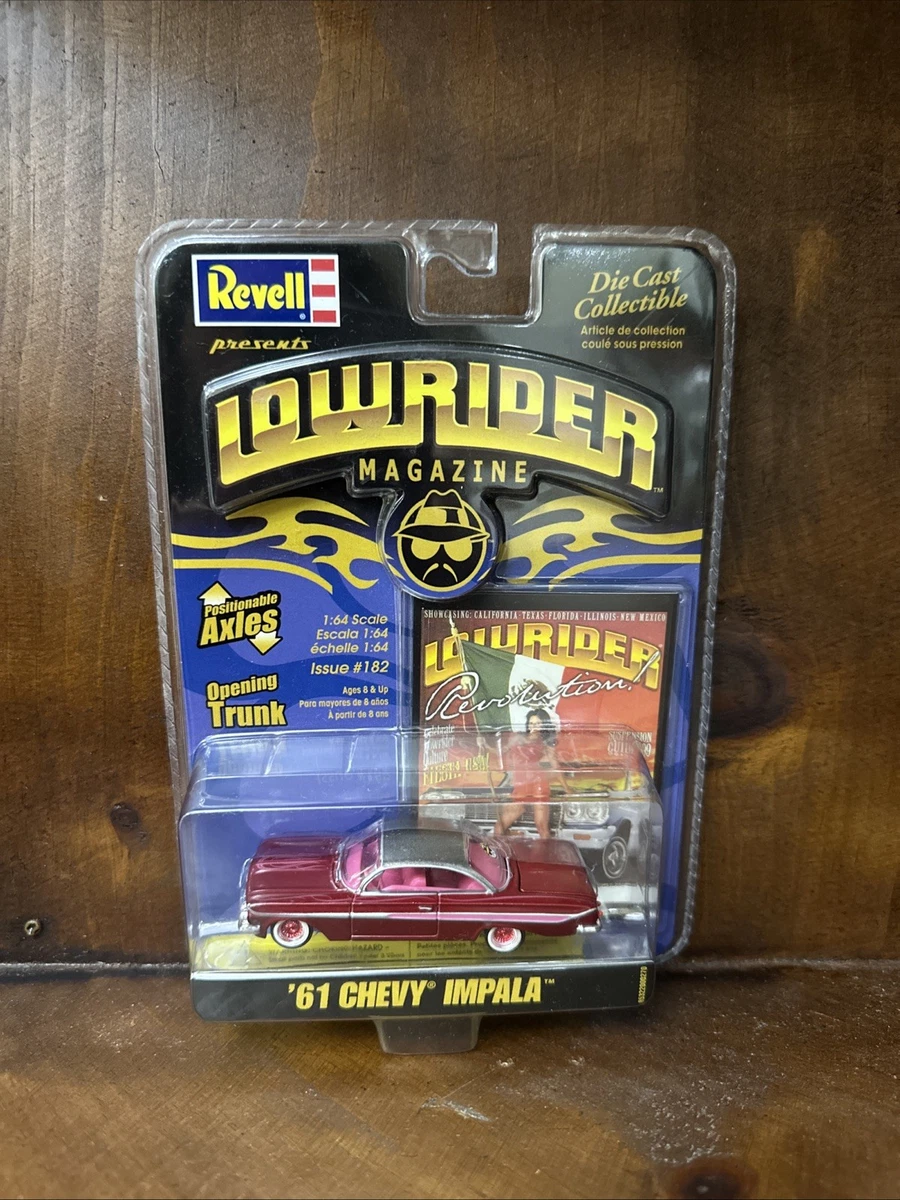 Revell®
presents
Die Cast
Collectible
Article de collection
coulé sous pression
LOWRIDER™
MAGAZINE
Positionable
Axles
1:64 Scale
Escala 1:64
échelle 1:64
Issue #182
Opening
Trunk
Ages 8 & Up
Para mayores de 8 años
À partir de 8 ans
SHOWCASING: CALIFORNIA·TEXAS·FLORIDA·ILLINOIS·NEW MEXICO
LOWRIDER
Revolution!
'61 CHEVY® IMPALA™